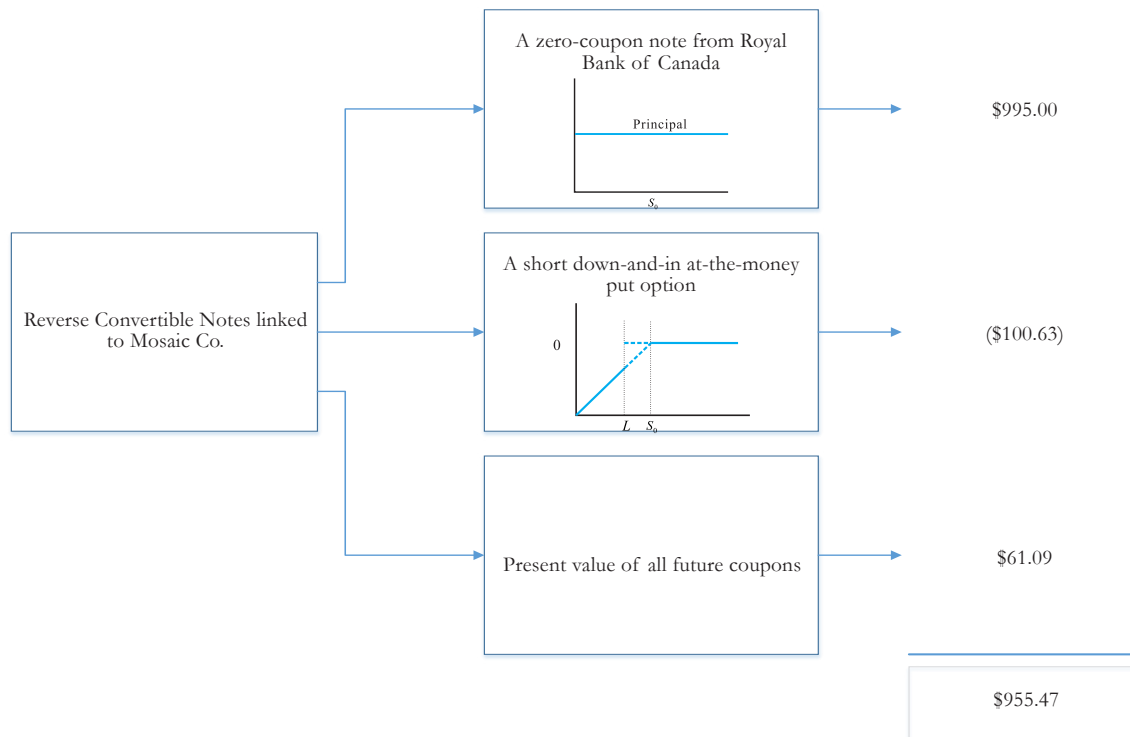 A zero-coupon note from Royal
Bank of Canada
Principal
S₀
$995.00
Reverse Convertible Notes linked
to Mosaic Co.
A short down-and-in at-the-money
put option
0
L S₀
($100.63)
Present value of all future coupons
$61.09
$955.47